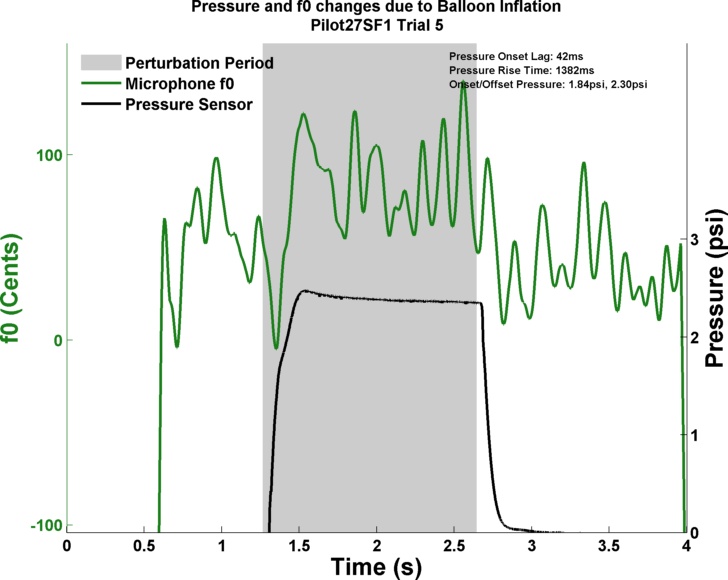 Pressure and f0 changes due to Balloon Inflation
Pilot27SF1 Trial 5
Perturbation Period
Microphone f0
Pressure Sensor
Pressure Onset Lag: 42ms
Pressure Rise Time: 1382ms
Onset/Offset Pressure: 1.84psi, 2.30psi
f0 (Cents)
100
0
-100
Pressure (psi)
3
2
1
0
0
0.5
1
1.5
2
2.5
3
3.5
4
Time (s)